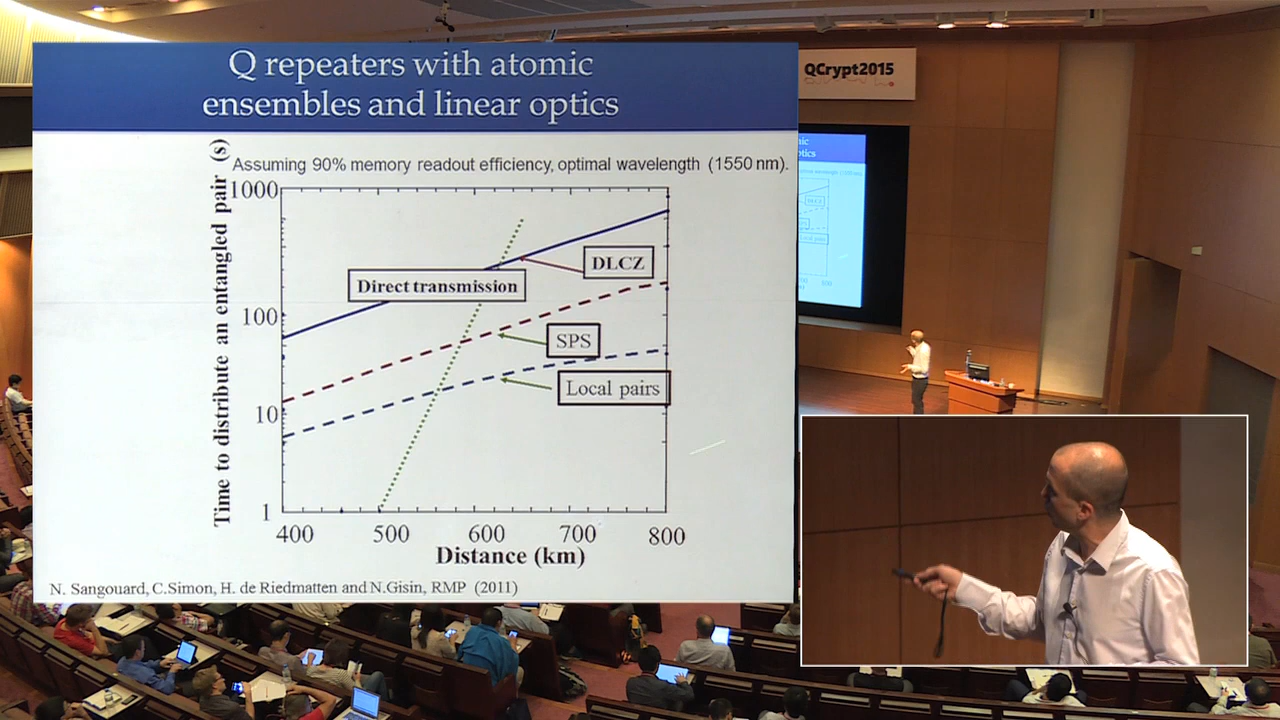 Q repeaters with atomic
ensembles and linear optics
Assuming 90% memory readout efficiency, optimal wavelength (1550 nm).
Time to distribute an entangled pair (s)
1000
100
10
1
DLCZ
Direct transmission
SPS
Local pairs
400 500 600 700 800
Distance (km)
N. Sangouard, C.Simon, H. de Riedmatten and N.Gisin, RMP (2011)
QCrypt2015